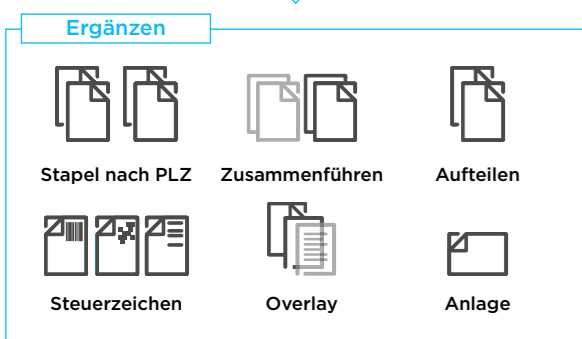 Ergänzen
Stapel nach PLZ
Zusammenführen
Aufteilen
Steuerzeichen
Overlay
Anlage